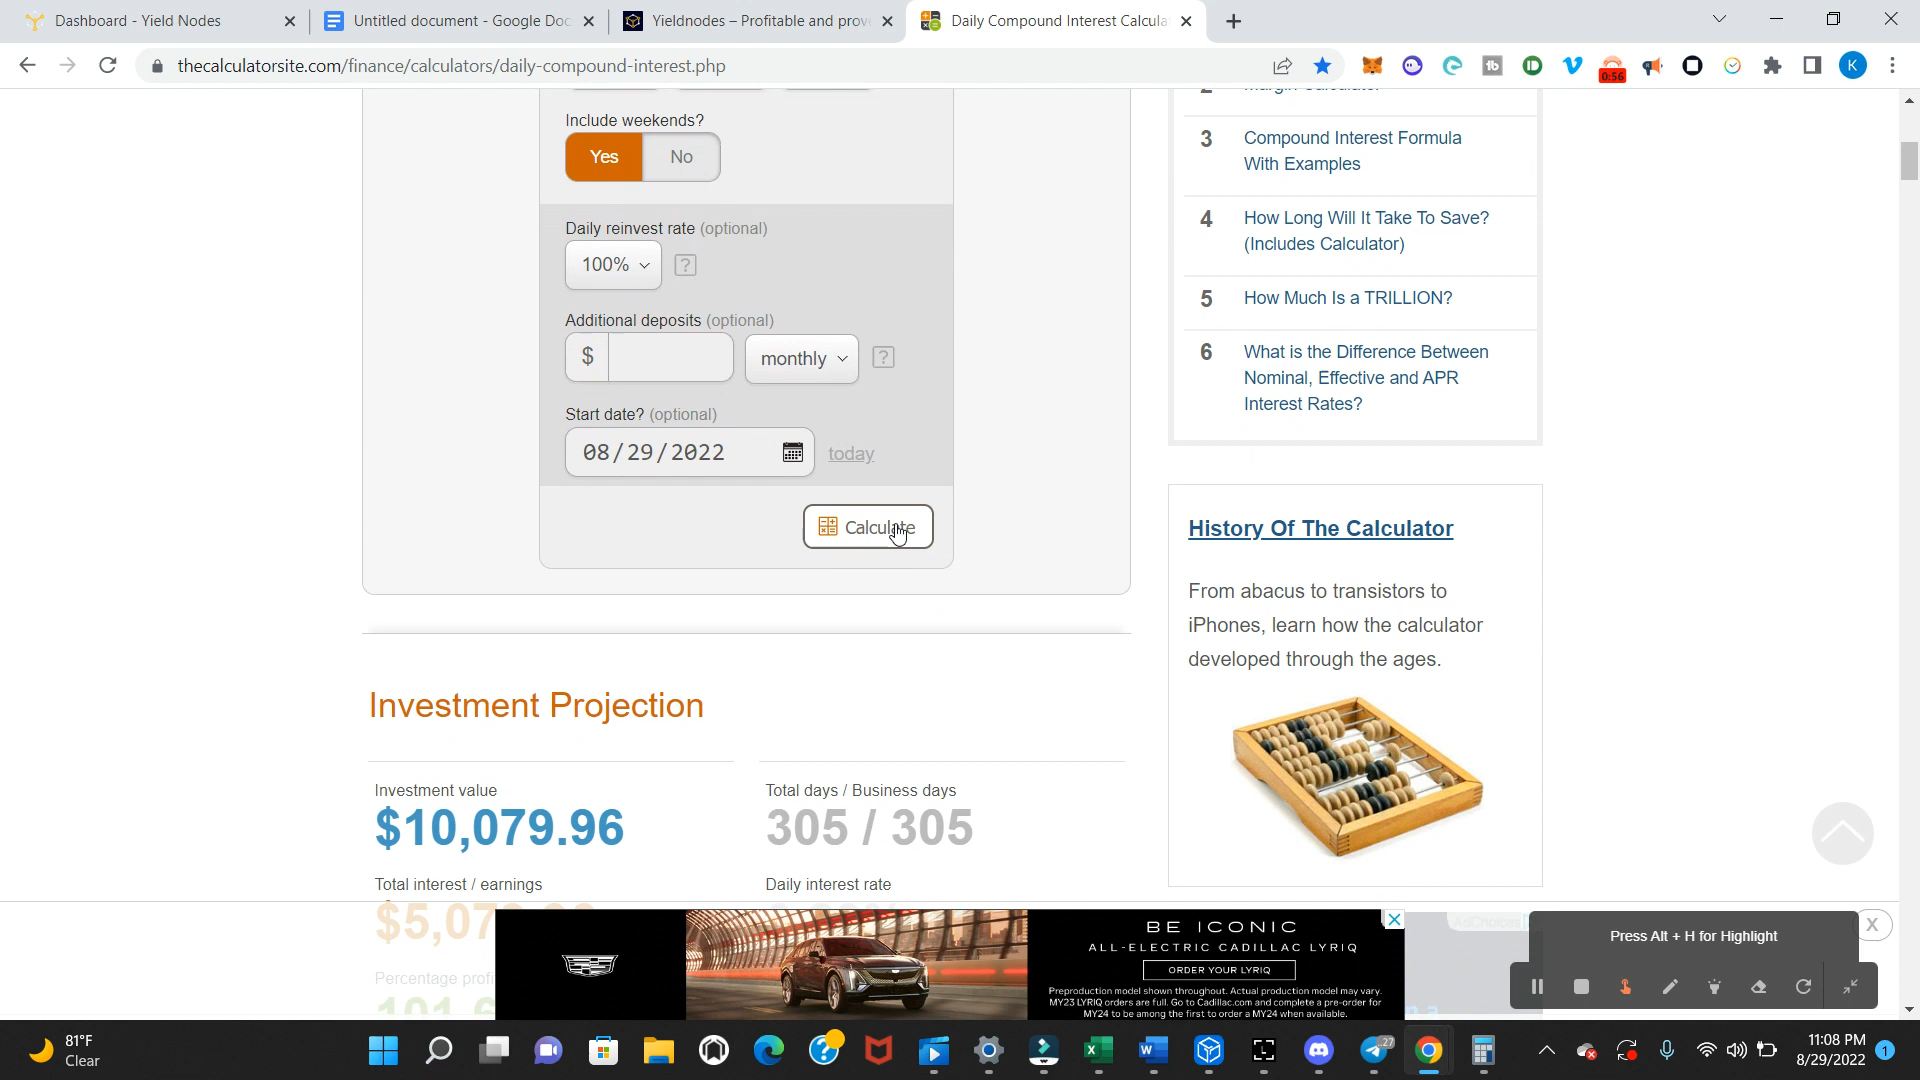 Dashboard - Yield Nodes
Untitled document - Google Doc
Yieldnodes – Profitable and prov
Daily Compound Interest Calcula
thecalculatorsite.com/finance/calculators/daily-compound-interest.php
0:56
K
Include weekends?
Yes No
Daily reinvest rate (optional)
100%
?
Additional deposits (optional)
$
monthly
?
Start date? (optional)
08/29/2022
today
Calculate
Investment Projection
Investment value
$10,079.96
Total days / Business days
305 / 305
Total interest / earnings
$5,07
Daily interest rate
Percentage profi
Margin Calculator
3 Compound Interest Formula
With Examples
4 How Long Will It Take To Save?
(Includes Calculator)
5 How Much Is a TRILLION?
6 What is the Difference Between
Nominal, Effective and APR
Interest Rates?
History Of The Calculator
From abacus to transistors to
iPhones, learn how the calculator
developed through the ages.
BE ICONIC
ALL-ELECTRIC CADILLAC LYRIQ
ORDER YOUR LYRIQ
Preproduction model shown throughout. Actual production model may vary.
MY23 LYRIQ orders are full. Go to Cadillac.com and complete a pre-order for
MY24 to be among the first to order a MY24 when available.
AdChoices
X
Press Alt + H for Highlight
81°F
Clear
27
11:08 PM
8/29/2022
1